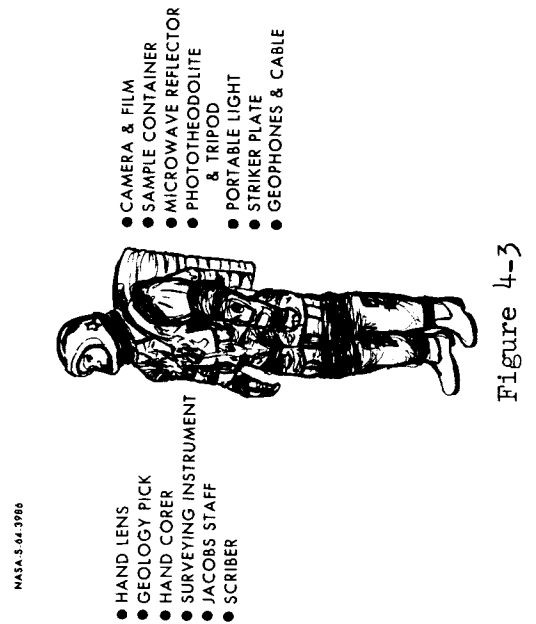 NASA-S-64-3986
● HAND LENS
● GEOLOGY PICK
● HAND CORER
● SURVEYING INSTRUMENT
● JACOBS STAFF
● SCRIBER
● CAMERA & FILM
● SAMPLE CONTAINER
● MICROWAVE REFLECTOR
● PHOTOTHEODOLITE
& TRIPOD
● PORTABLE LIGHT
● STRIKER PLATE
● GEOPHONES & CABLE
Figure 4-3